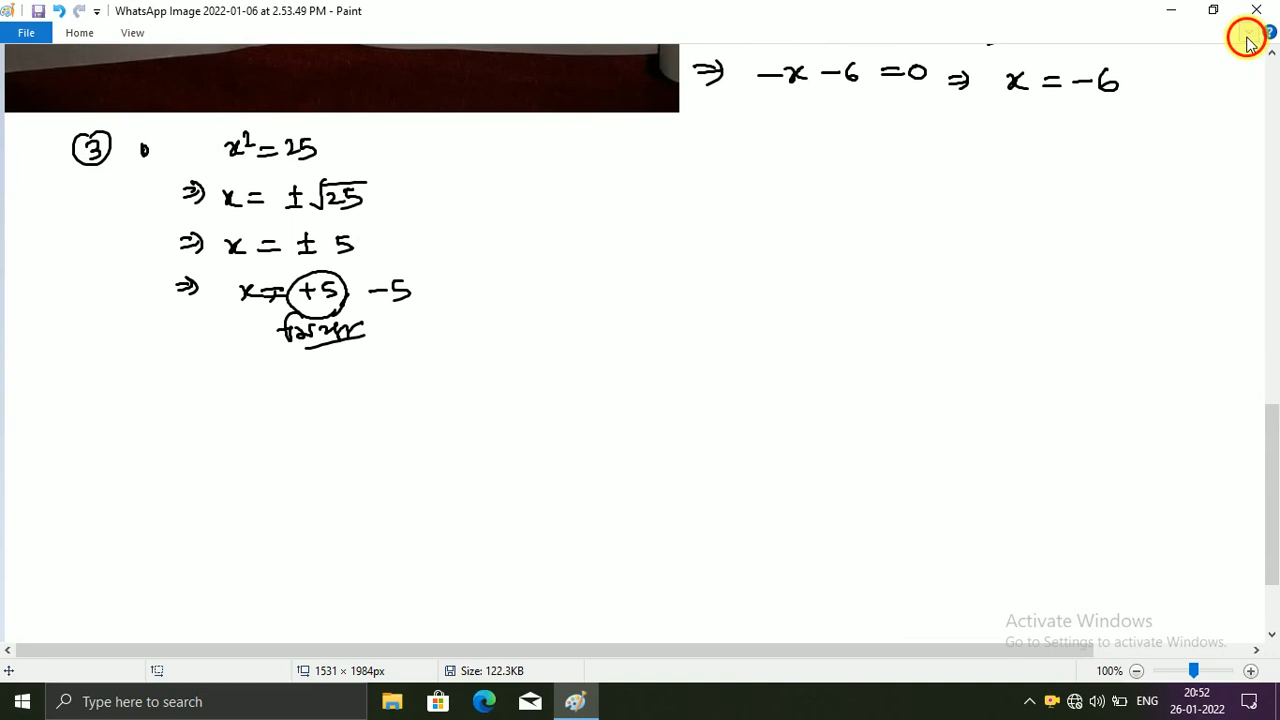 WhatsApp Image 2022-01-06 at 2.53.49 PM - Paint
File Home View
⇒ -x - 6 = 0 ⇒ x = -6
③ x² = 25
⇒ x = ± √25
⇒ x = ± 5
⇒ x = +5 -5
Activate Windows
Go to Settings to activate Windows.
1531 × 1984px Size: 122.3KB 100%
Type here to search
ENG
20:52
26-01-2022